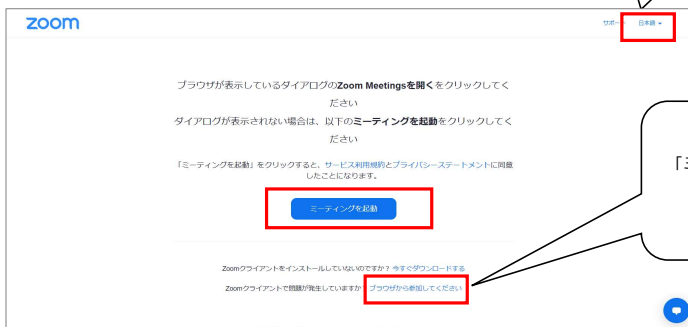 zoom
サポート 日本語
ブラウザが表示しているダイアログのZoom Meetingsを開くをクリックしてく
ださい
ダイアログが表示されない場合は、以下のミーティングを起動をクリックしてく
ださい
「ミーティングを起動」をクリックすると、サービス利用規約とプライバシーステートメントに同意
したことになります。
ミーティングを起動
Zoomクライアントをインストールしていないのですか？ 今すぐダウンロードする
Zoomクライアントで問題が発生していますか？ ブラウザから参加してください